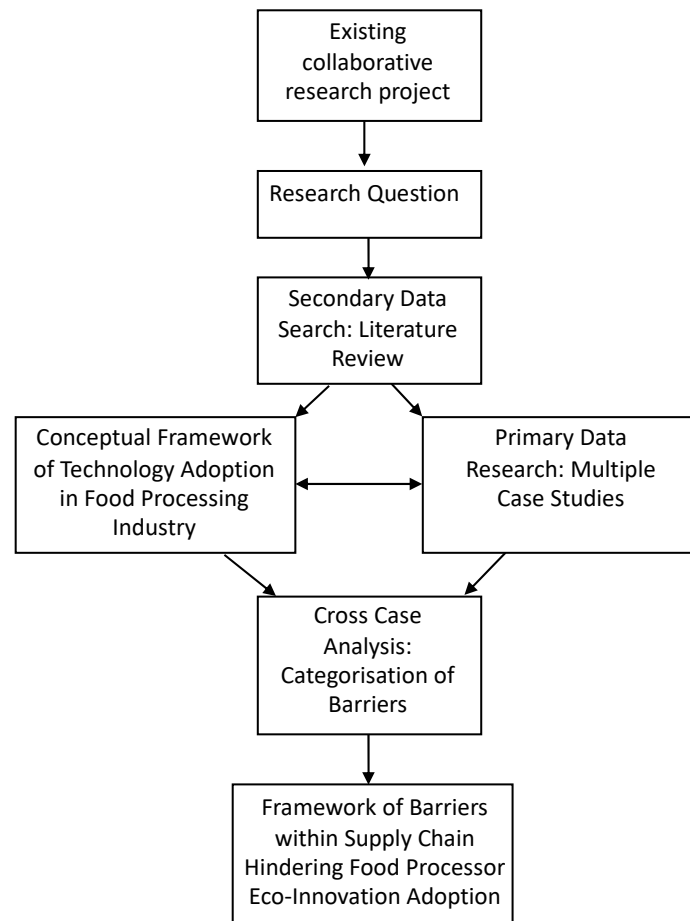 Existing
collaborative
research project
Research Question
Secondary Data
Search: Literature
Review
Conceptual Framework
of Technology Adoption
in Food Processing
Industry
Primary Data
Research: Multiple
Case Studies
Cross Case
Analysis:
Categorisation of
Barriers
Framework of Barriers
within Supply Chain
Hindering Food Processor
Eco-Innovation Adoption